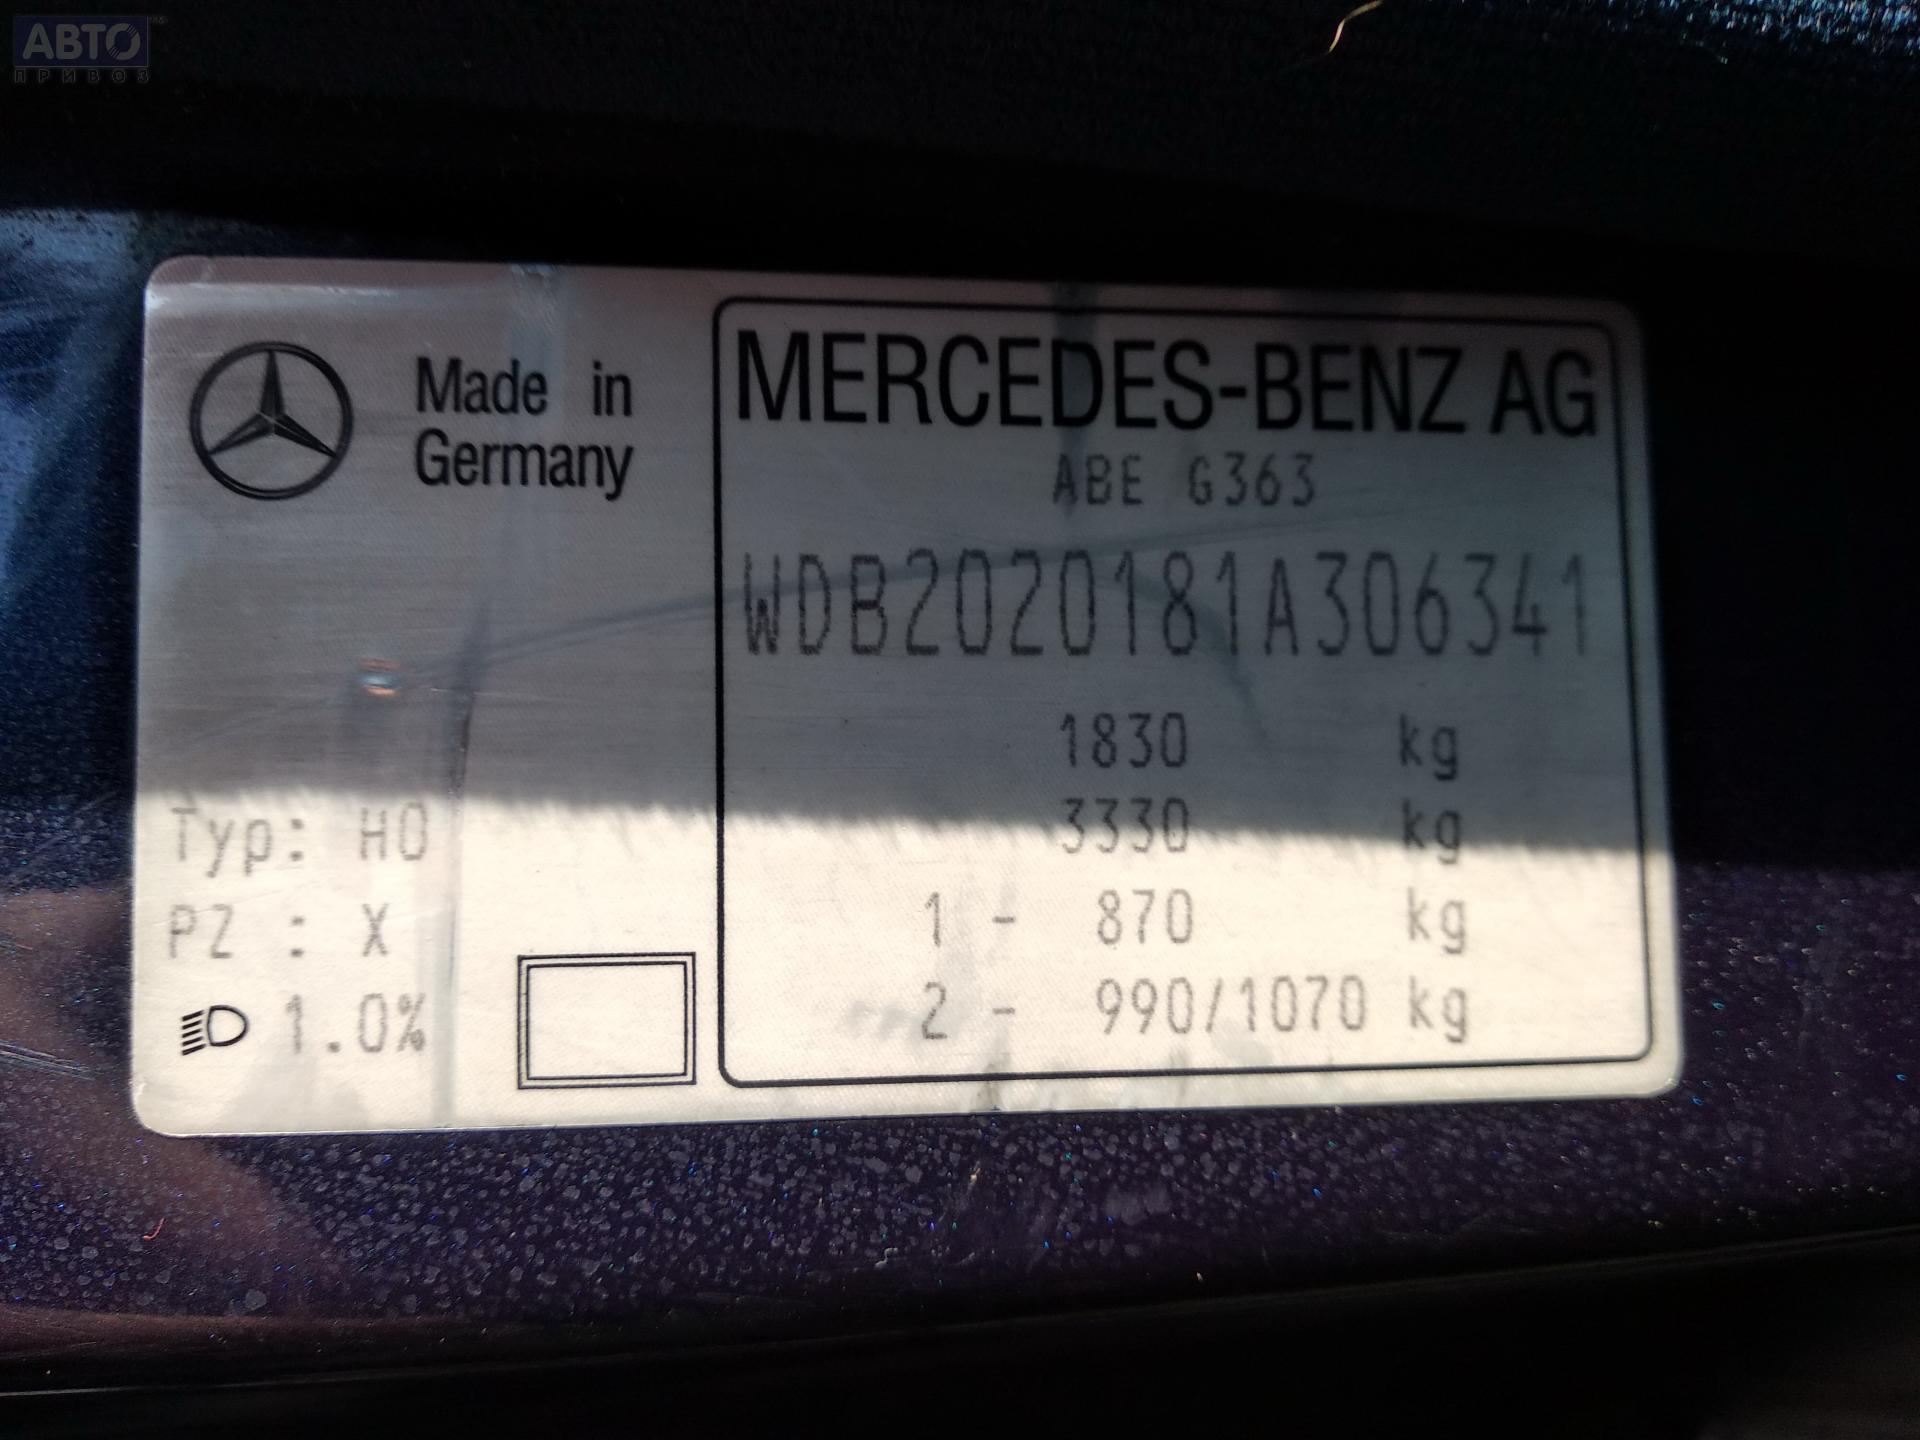 АВТО
ПРИВОЗ
Made in
Germany
MERCEDES-BENZ AG
ABE G363
WDB2020181A306341
1830 kg
3330 kg
1 - 870 kg
2 - 990/1070 kg
Typ: HO
PZ : X
1.0%